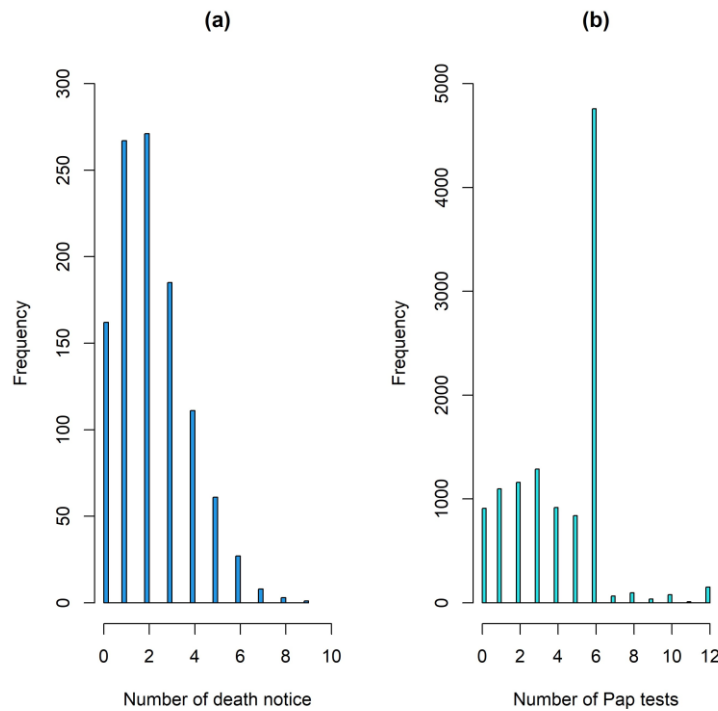 (a)
300
250
200
150
100
50
0
Frequency
0 2 4 6 8 10
Number of death notice
(b)
5000
4000
3000
2000
1000
0
Frequency
0 2 4 6 8 10 12
Number of Pap tests